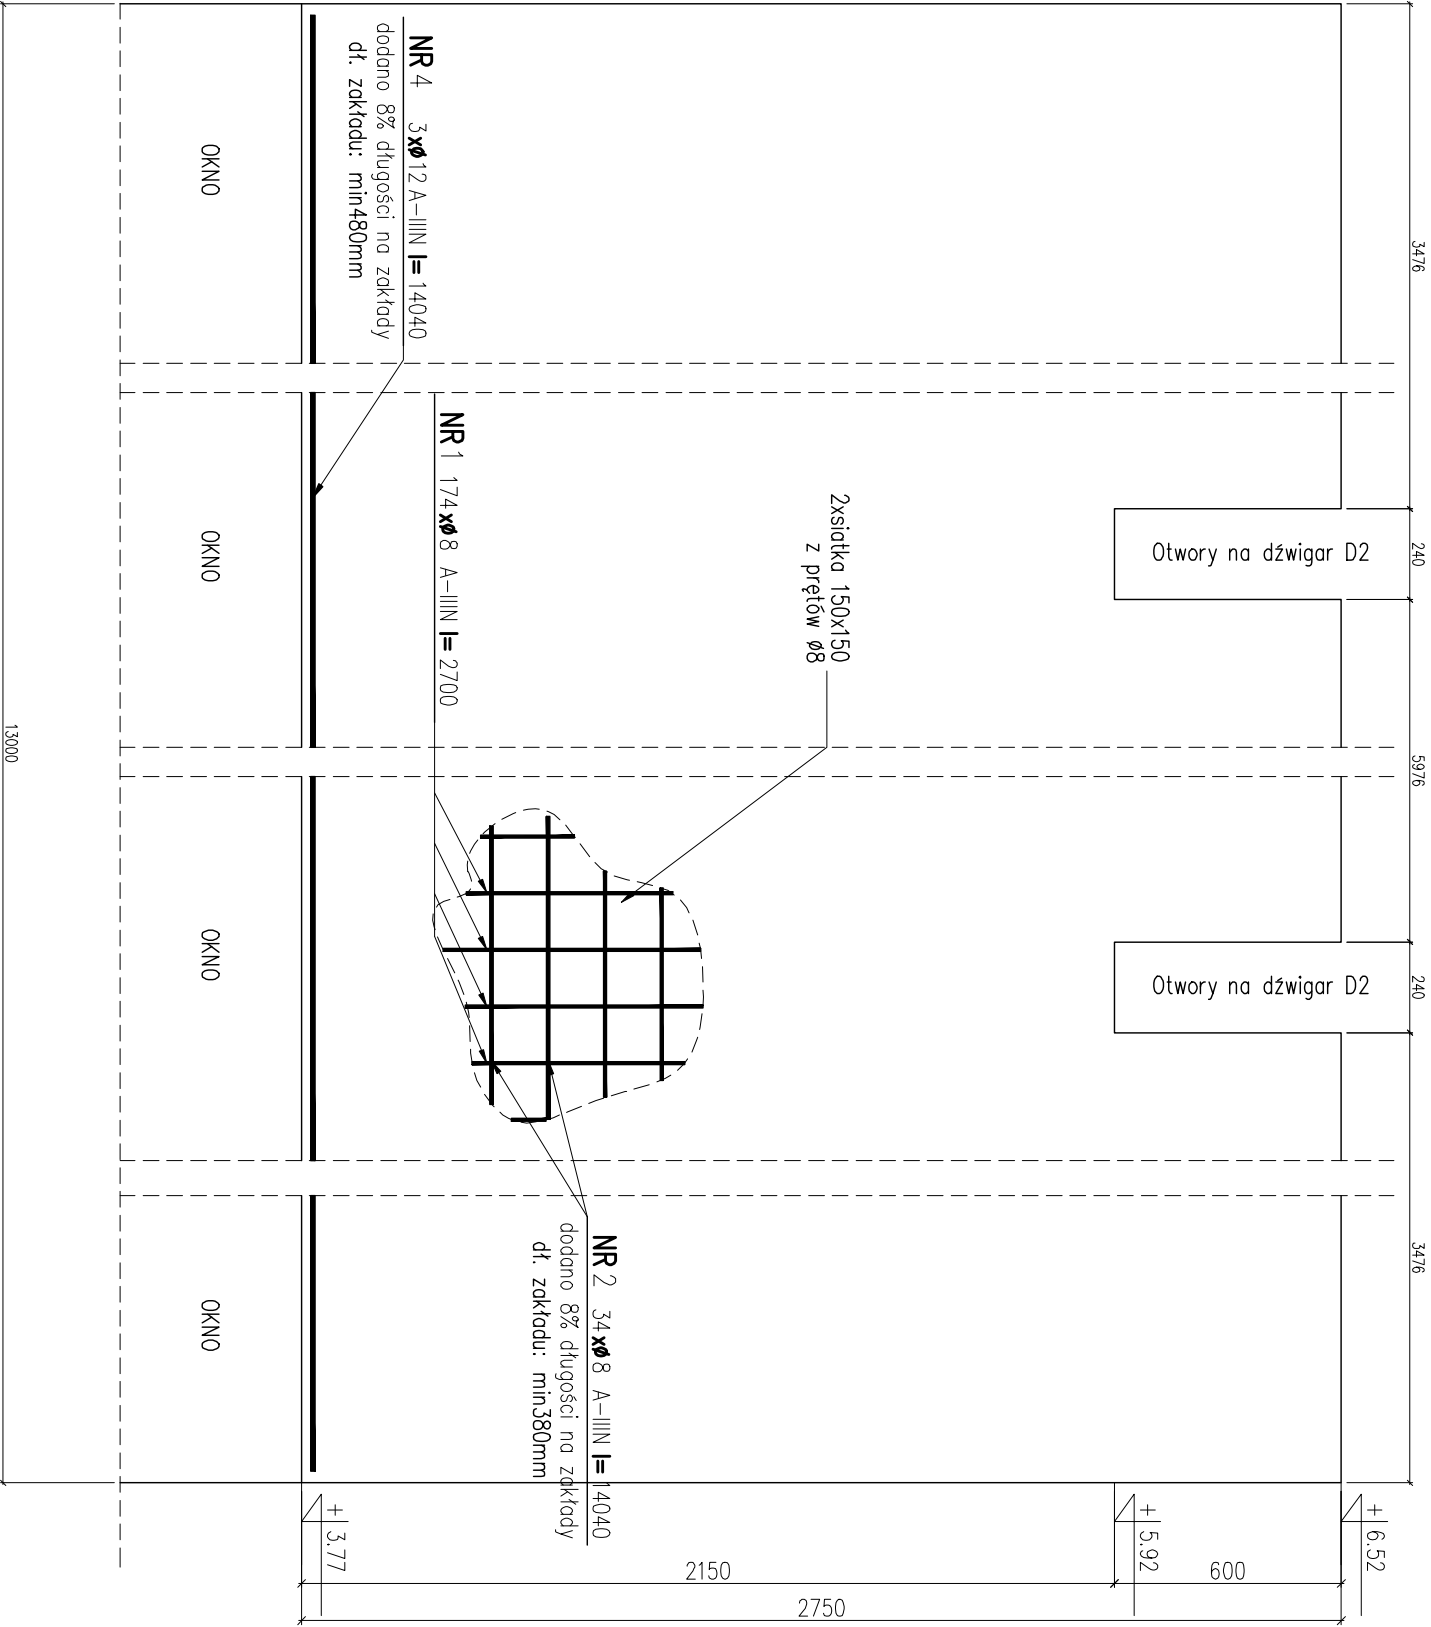 3476
240
5976
240
3476
Otwory na dźwigar D2
Otwory na dźwigar D2
+ 6.52
+ 5.92
+ 3.77
600
2150
2750
2xsiatka 150x150
z prętów ø8
NR 2 34xø8 A-IIIN l= 14040
dodano 8% długości na zakłady
dł. zakładu: min380mm
NR 1 174xø8 A-IIIN l= 2700
NR 4 3xø12 A-IIIN l= 14040
dodano 8% długości na zakłady
dł. zakładu: min480mm
OKNO
OKNO
OKNO
OKNO
13000